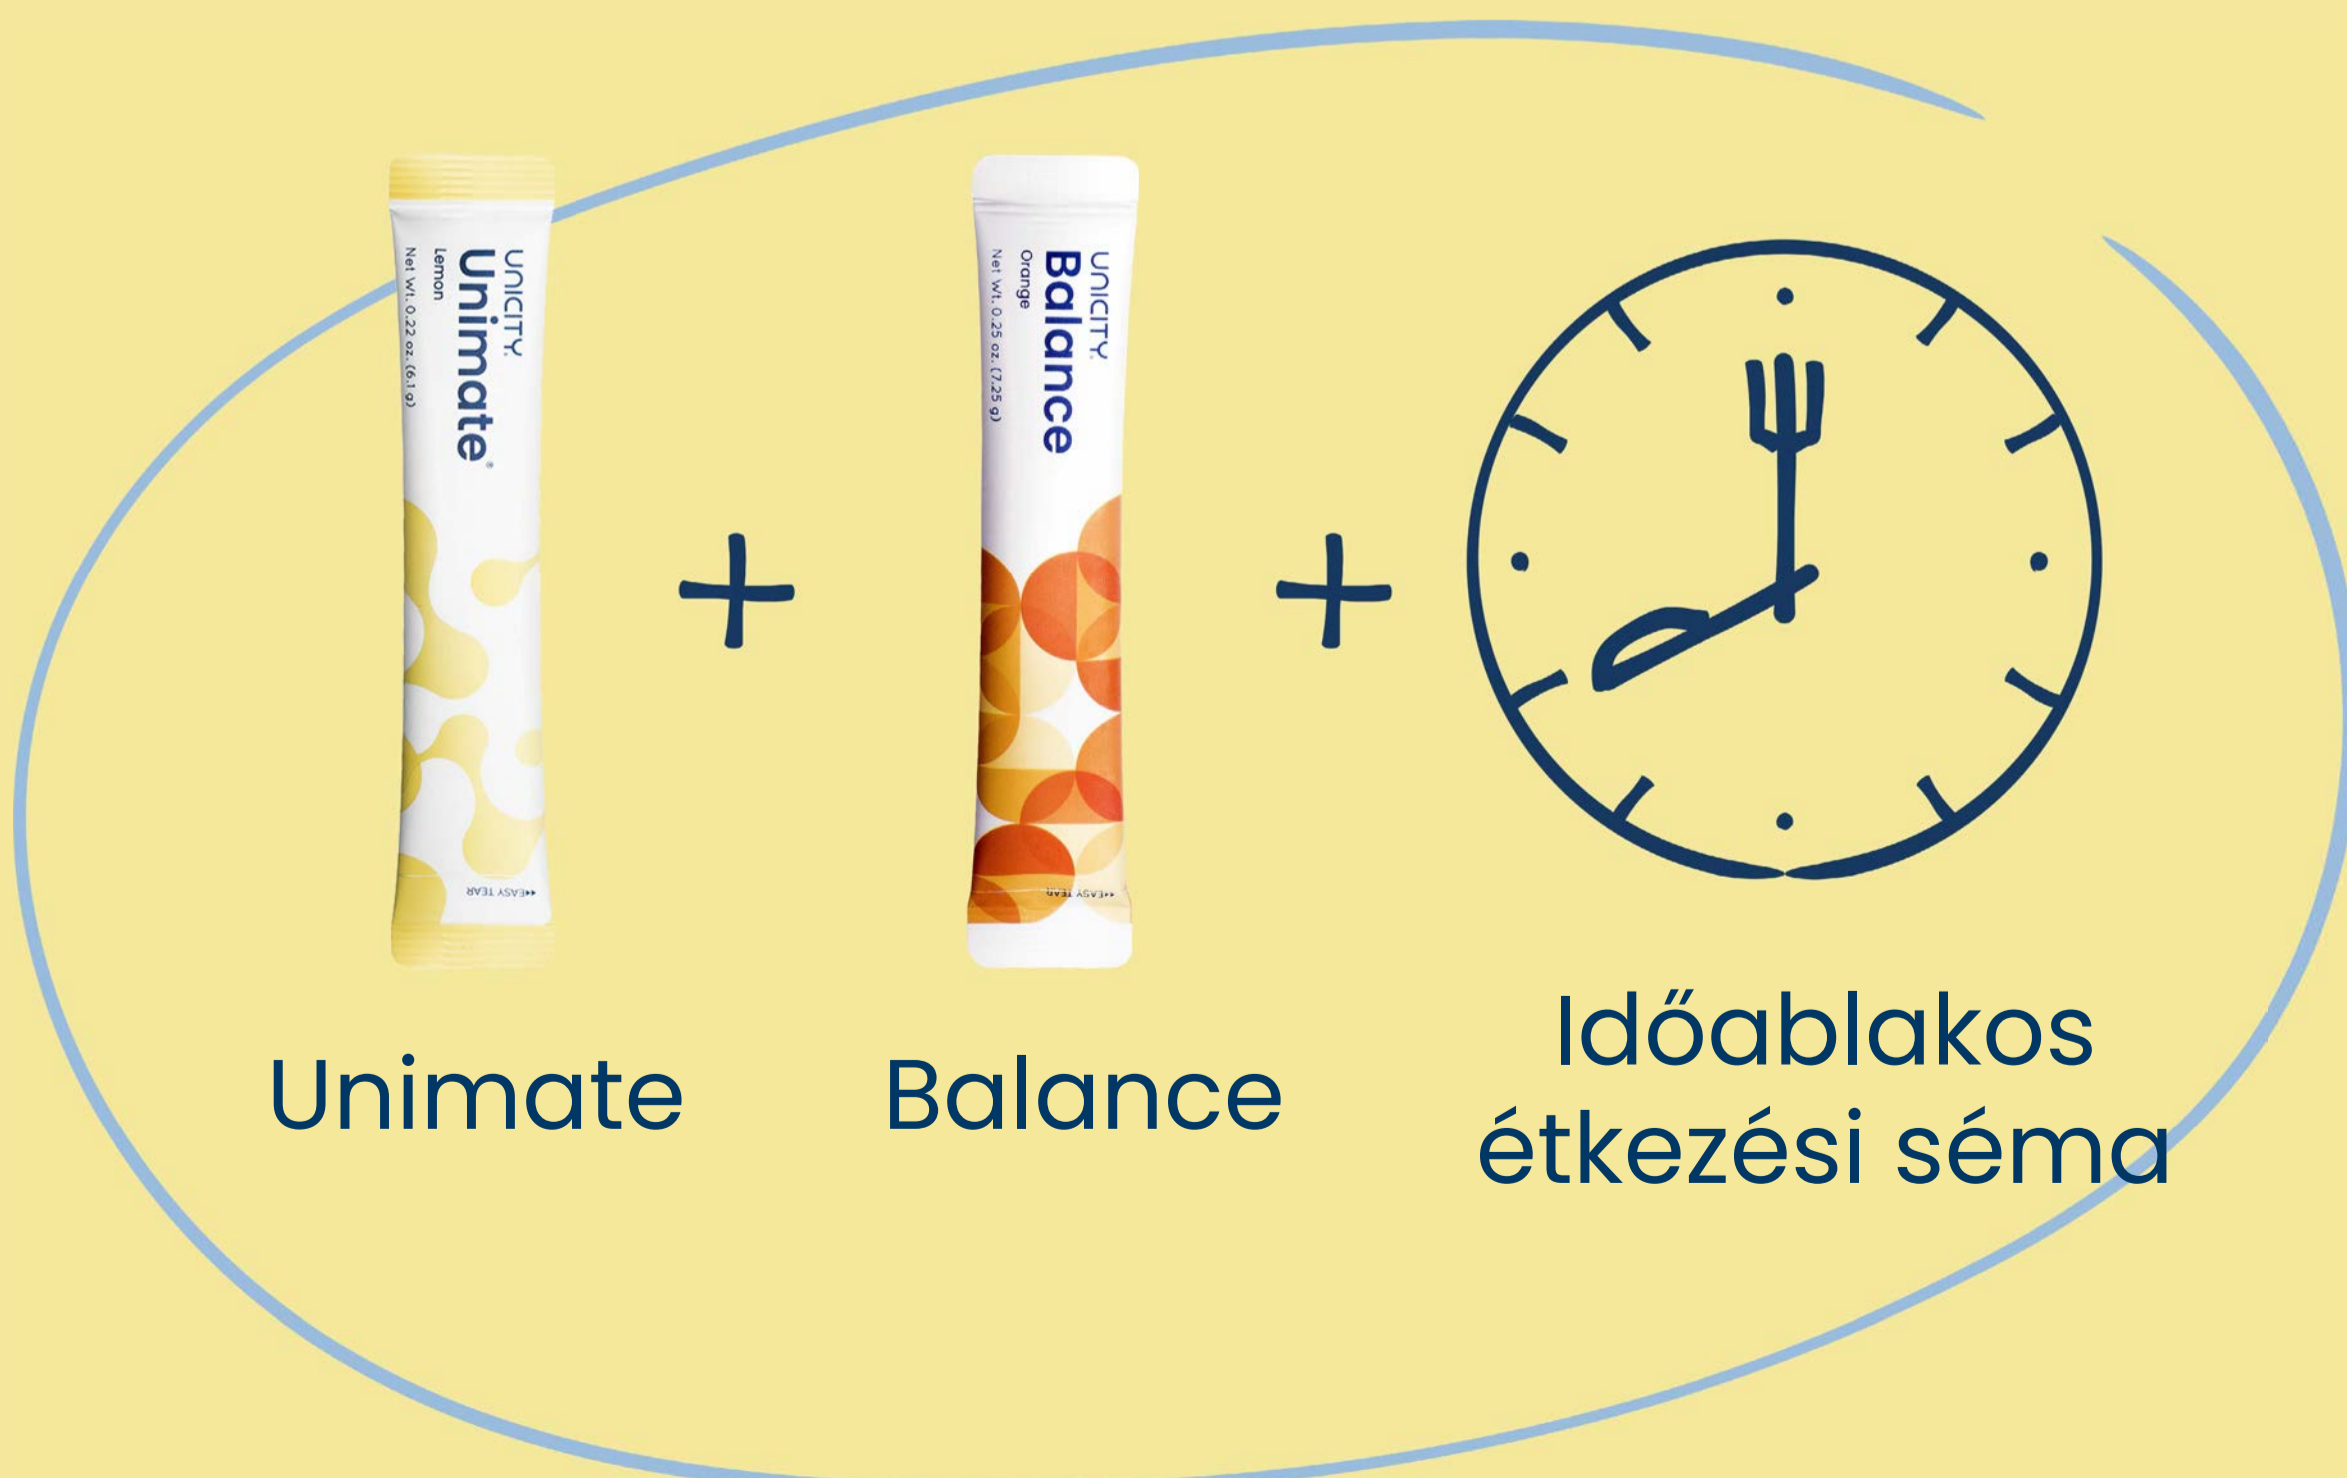 UNICITY.
Unimate®
Lemon
Net Wt. 0.22 oz. (6.1 g)
EASY TEAR
UNICITY.
Balance
Orange
Net Wt. 0.25 oz. (7.25 g)
EASY TEAR
Unimate
Balance
Időablakos
étkezési séma